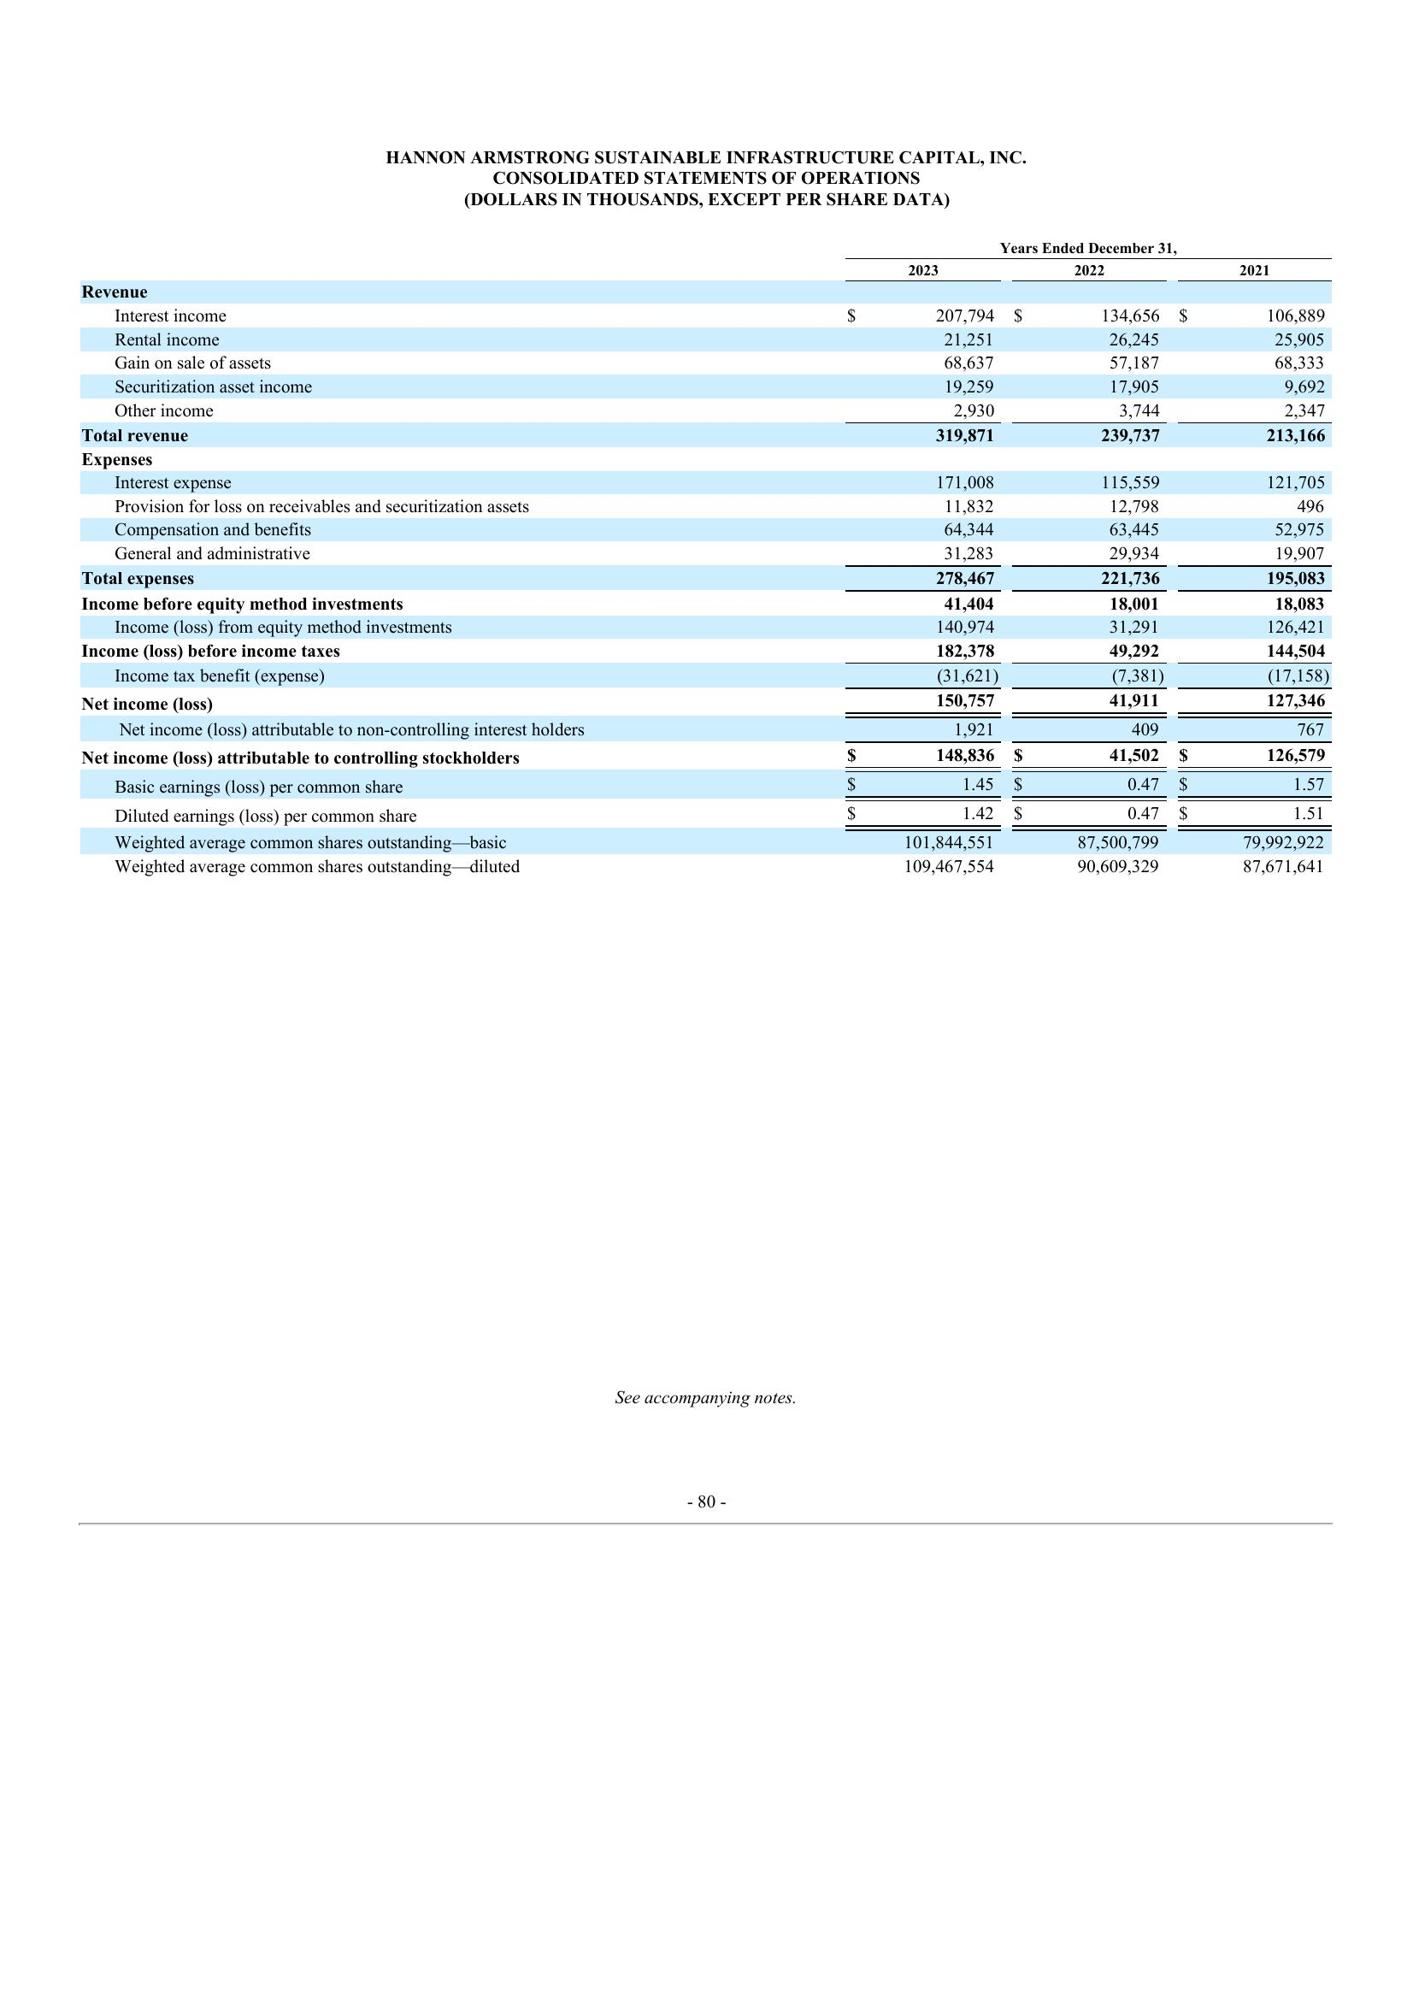 HANNON ARMSTRONG SUSTAINABLE INFRASTRUCTURE CAPITAL, INC.
CONSOLIDATED STATEMENTS OF OPERATIONS
(DOLLARS IN THOUSANDS, EXCEPT PER SHARE DATA)
Years Ended December 31,
2023 2022 2021
Revenue
Interest income $ 207,794 $ 134,656 $ 106,889
Rental income 21,251 26,245 25,905
Gain on sale of assets 68,637 57,187 68,333
Securitization asset income 19,259 17,905 9,692
Other income 2,930 3,744 2,347
Total revenue 319,871 239,737 213,166
Expenses
Interest expense 171,008 115,559 121,705
Provision for loss on receivables and securitization assets 11,832 12,798 496
Compensation and benefits 64,344 63,445 52,975
General and administrative 31,283 29,934 19,907
Total expenses 278,467 221,736 195,083
Income before equity method investments 41,404 18,001 18,083
Income (loss) from equity method investments 140,974 31,291 126,421
Income (loss) before income taxes 182,378 49,292 144,504
Income tax benefit (expense) (31,621) (7,381) (17,158)
Net income (loss) 150,757 41,911 127,346
Net income (loss) attributable to non-controlling interest holders 1,921 409 767
Net income (loss) attributable to controlling stockholders $ 148,836 $ 41,502 $ 126,579
Basic earnings (loss) per common share $ 1.45 $ 0.47 $ 1.57
Diluted earnings (loss) per common share $ 1.42 $ 0.47 $ 1.51
Weighted average common shares outstanding—basic 101,844,551 87,500,799 79,992,922
Weighted average common shares outstanding—diluted 109,467,554 90,609,329 87,671,641
See accompanying notes.
- 80 -